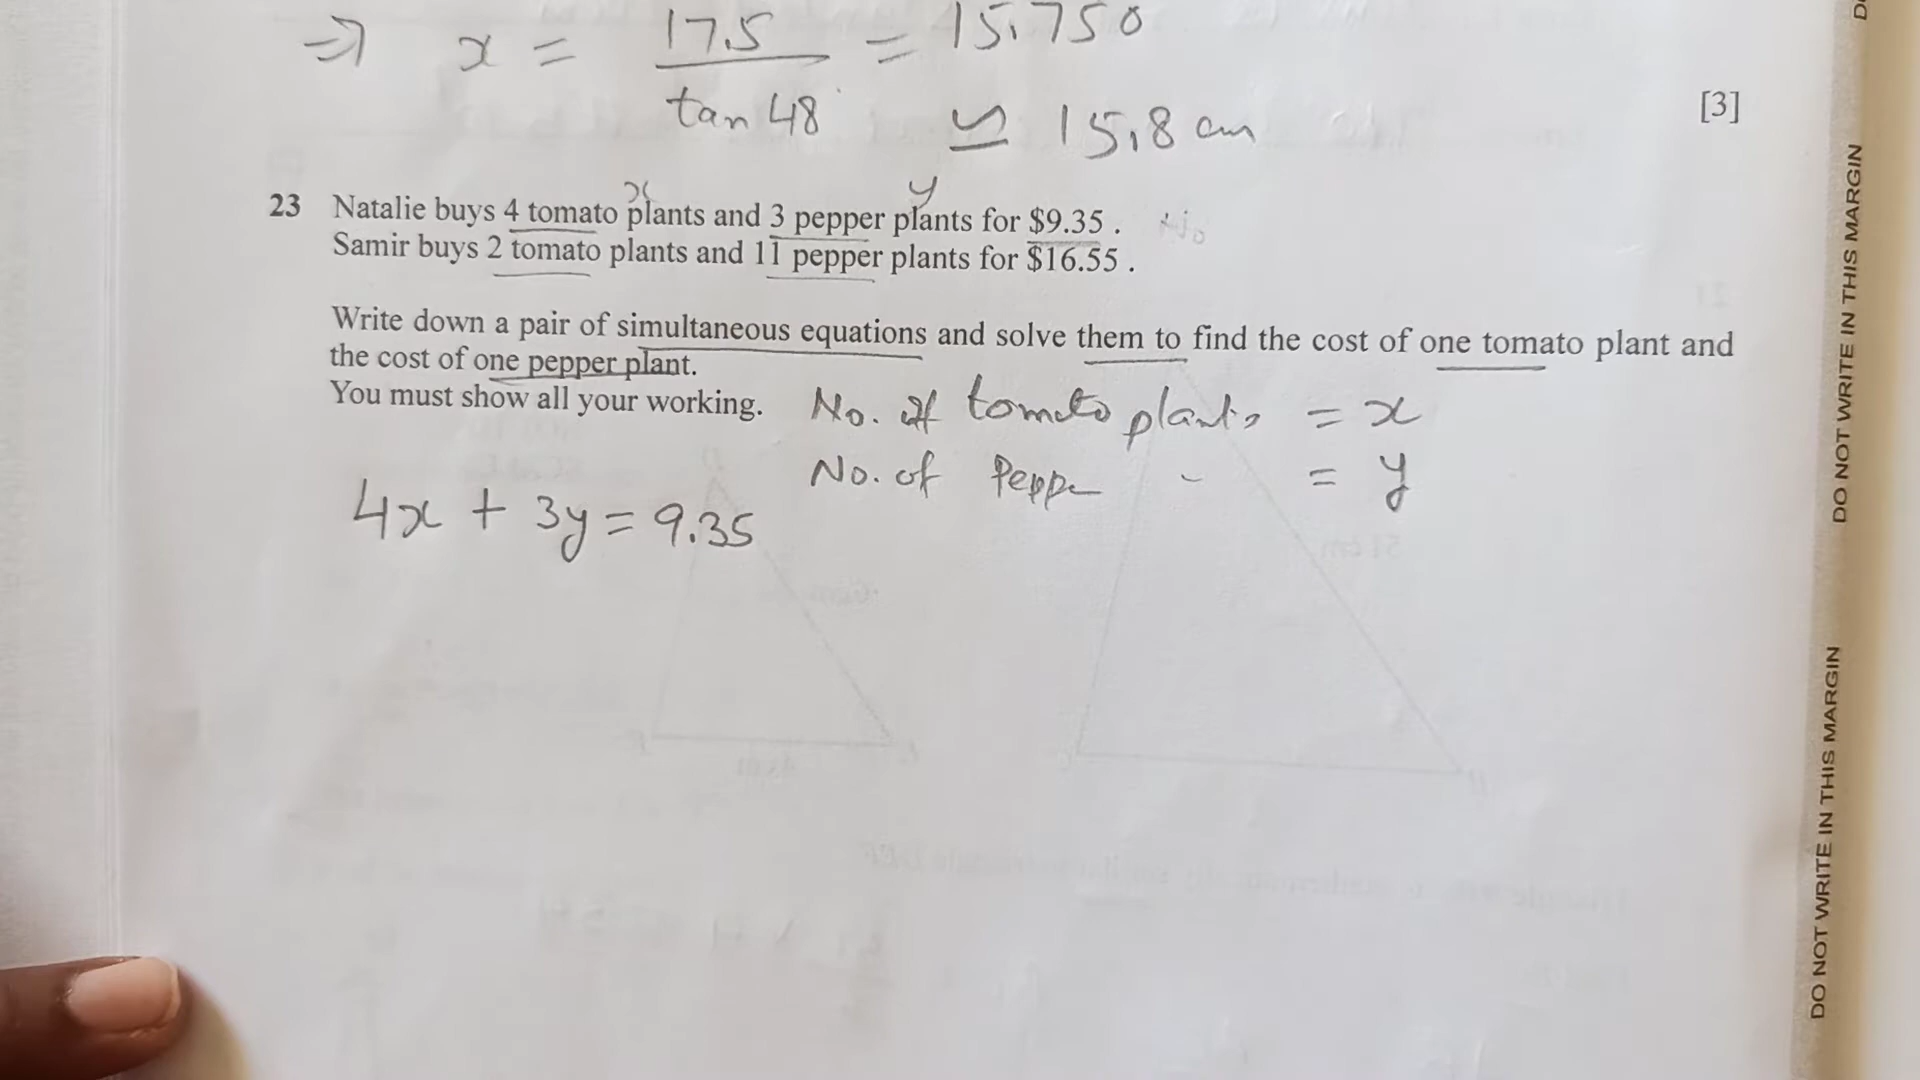 ⇒ x = 17.5 / tan 48 = 15.750
≃ 15.8 cm
[3]
x y
23 Natalie buys 4 tomato plants and 3 pepper plants for $9.35 .
Samir buys 2 tomato plants and 11 pepper plants for $16.55 .
Write down a pair of simultaneous equations and solve them to find the cost of one tomato plant and
the cost of one pepper plant.
You must show all your working.
No. of tomato plants = x
No. of Peppe = y
4x + 3y = 9.35
DO NOT WRITE IN THIS MARGIN
DO NOT WRITE IN THIS MARGIN